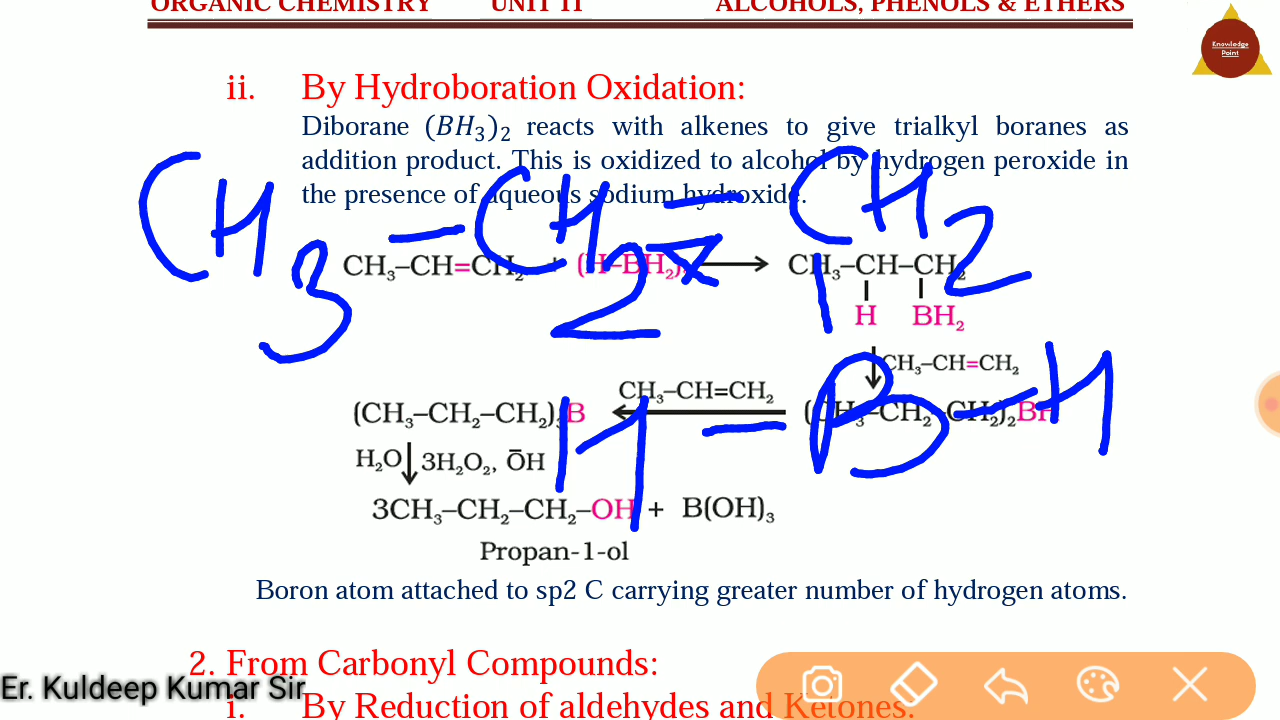 ORGANIC CHEMISTRY UNIT 11 ALCOHOLS, PHENOLS & ETHERS
Knowledge
Point
ii. By Hydroboration Oxidation:
Diborane (BH₃)₂ reacts with alkenes to give trialkyl boranes as
addition product. This is oxidized to alcohol by hydrogen peroxide in
the presence of aqueous sodium hydroxide.
CH₃ – CH₂ – CH₂
CH₃–CH=CH₂ + (H–BH₂)₂ → CH₃–CH–CH₂
H BH₂
CH₃–CH=CH₂
CH₃–CH=CH₂
H – B – H
(CH₃–CH₂–CH₂)₃B ← (CH₃–CH₂–CH₂)₂BH
H₂O ↓ 3H₂O₂, ŌH
3CH₃–CH₂–CH₂–OH + B(OH)₃
Propan-1-ol
Boron atom attached to sp2 C carrying greater number of hydrogen atoms.
2. From Carbonyl Compounds:
Er. Kuldeep Kumar Sir
i. By Reduction of aldehydes and Ketones: